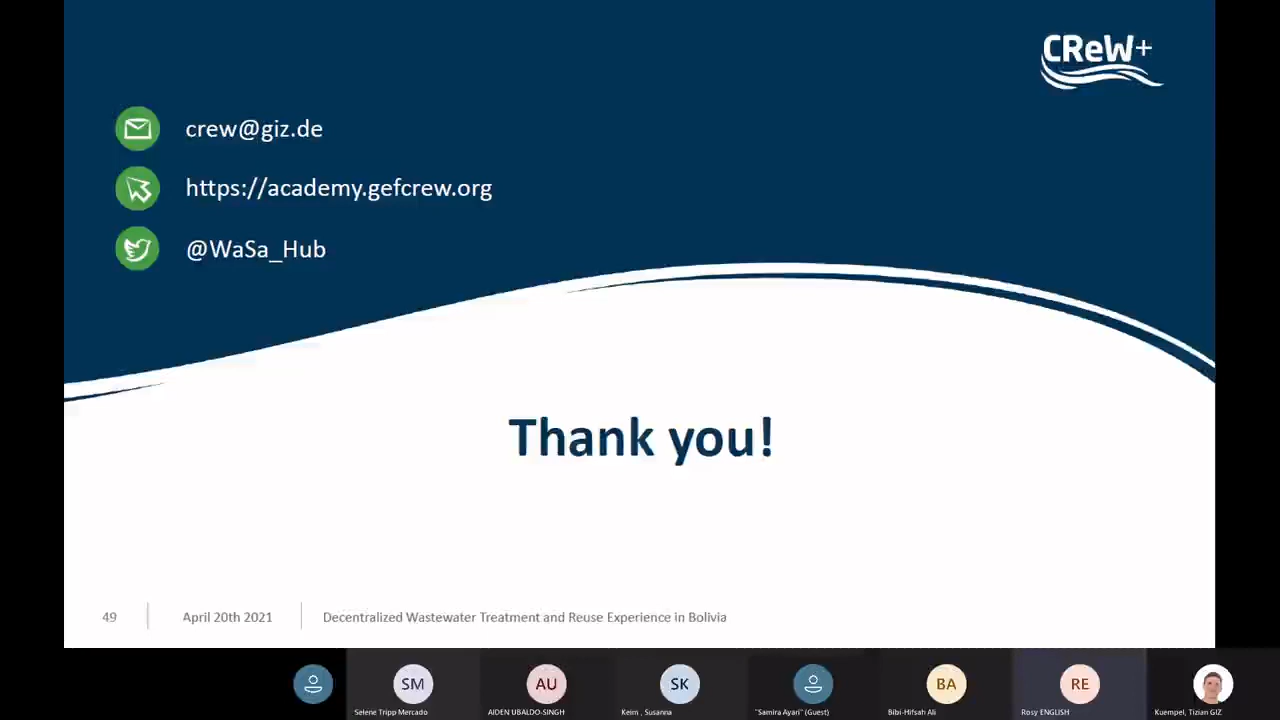 CReW+
crew@giz.de
https://academy.gefcrew.org
@WaSa_Hub
Thank you!
49
April 20th 2021
Decentralized Wastewater Treatment and Reuse Experience in Bolivia
SM
AU
SK
BA
RE
Selene Tripp Mercado
AIDEN UBALDO-SINGH
Keim , Susanna
"Samira Ayari" (Guest)
Bibi-Hifsah Ali
Rosy ENGLISH
Kuempel, Tizian GIZ